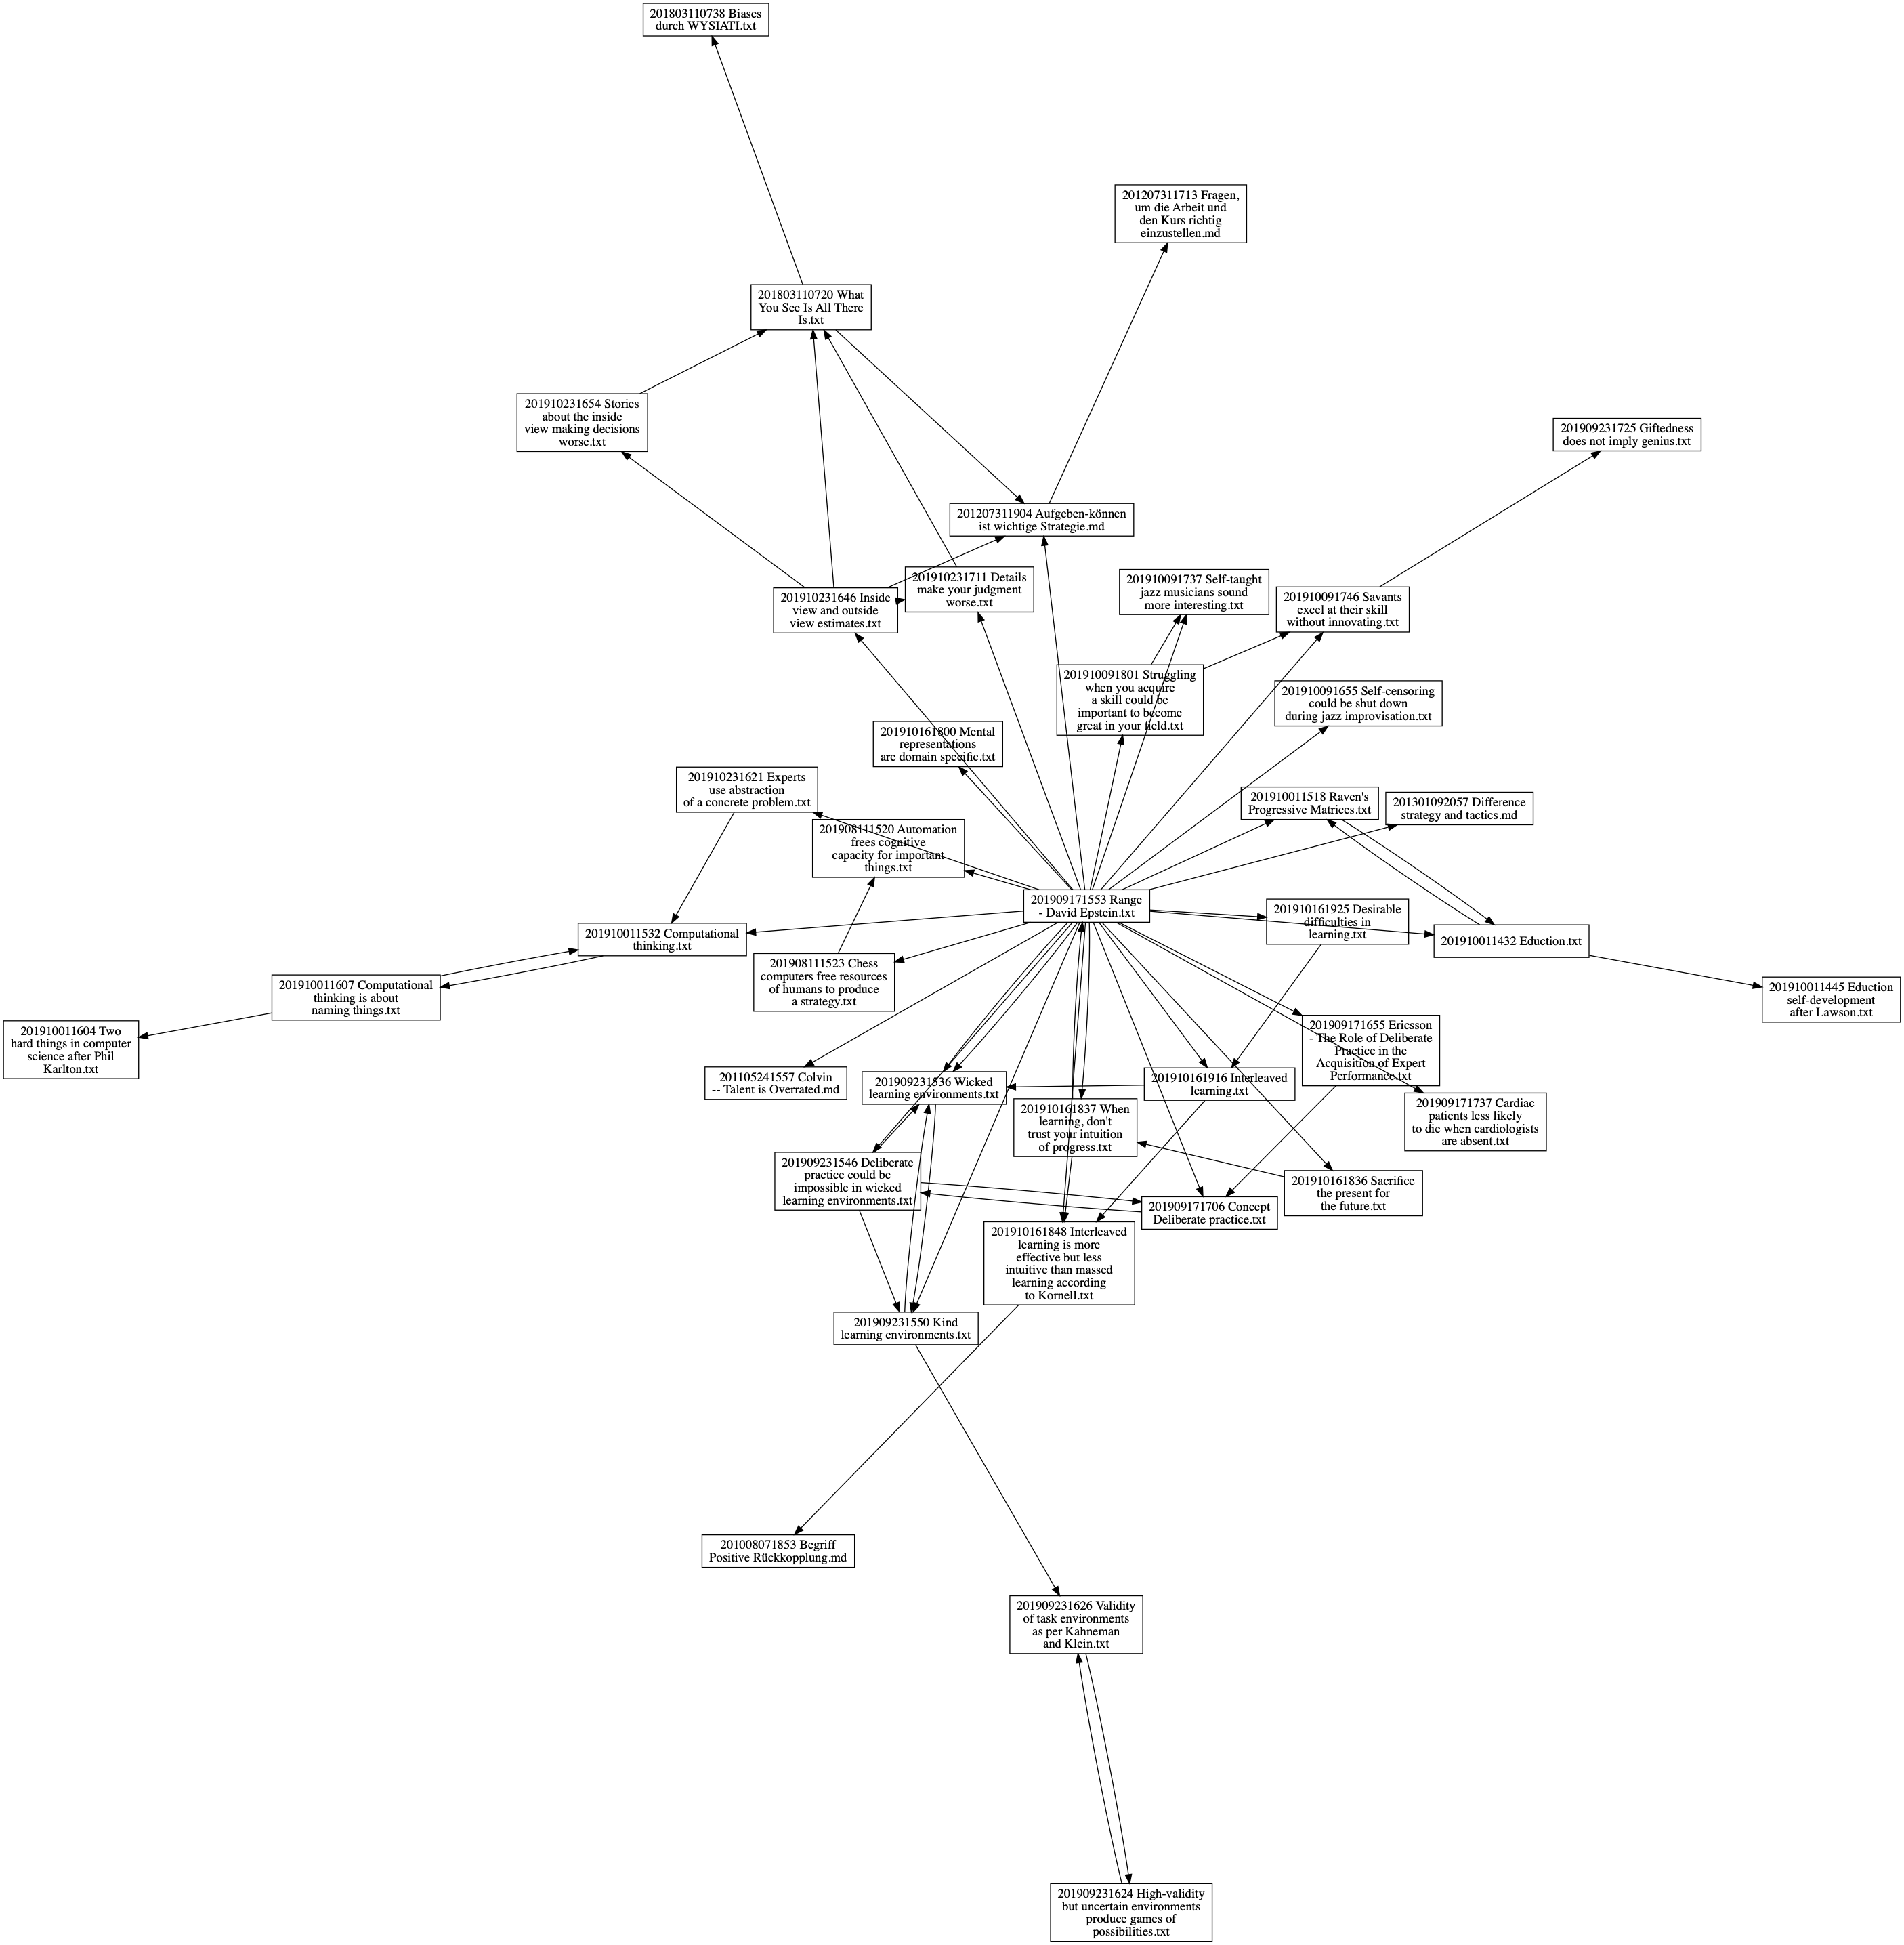 201803110738 Biases
durch WYSIATI.txt
201207311713 Fragen,
um die Arbeit und
den Kurs richtig
einzustellen.md
201803110720 What
You See Is All There
Is.txt
201910231654 Stories
about the inside
view making decisions
worse.txt
201909231725 Giftedness
does not imply genius.txt
201207311904 Aufgeben-können
ist wichtige Strategie.md
201910231711 Details
make your judgment
worse.txt
201910091737 Self-taught
jazz musicians sound
more interesting.txt
201910231646 Inside
view and outside
view estimates.txt
201910091746 Savants
excel at their skill
without innovating.txt
201910091801 Struggling
when you acquire
a skill could be
important to become
great in your field.txt
201910091655 Self-censoring
could be shut down
during jazz improvisation.txt
201910161800 Mental
representations
are domain specific.txt
201910231621 Experts
use abstraction
of a concrete problem.txt
201910011518 Raven's
Progressive Matrices.txt
201301092057 Difference
strategy and tactics.md
201908111520 Automation
frees cognitive
capacity for important
things.txt
201909171553 Range
- David Epstein.txt
201910161925 Desirable
difficulties in
learning.txt
201910011532 Computational
thinking.txt
201910011432 Eduction.txt
201908111523 Chess
computers free resources
of humans to produce
a strategy.txt
201910011607 Computational
thinking is about
naming things.txt
201910011445 Eduction
self-development
after Lawson.txt
201910011604 Two
hard things in computer
science after Phil
Karlton.txt
201909171655 Ericsson
- The Role of Deliberate
Practice in the
Acquisition of Expert
Performance.txt
201105241557 Colvin
-- Talent is Overrated.md
201909231536 Wicked
learning environments.txt
201910161916 Interleaved
learning.txt
201910161837 When
learning, don't
trust your intuition
of progress.txt
201909171737 Cardiac
patients less likely
to die when cardiologists
are absent.txt
201909231546 Deliberate
practice could be
impossible in wicked
learning environments.txt
201910161836 Sacrifice
the present for
the future.txt
201909171706 Concept
Deliberate practice.txt
201910161848 Interleaved
learning is more
effective but less
intuitive than massed
learning according
to Kornell.txt
201909231550 Kind
learning environments.txt
201008071853 Begriff
Positive Rückkopplung.md
201909231626 Validity
of task environments
as per Kahneman
and Klein.txt
201909231624 High-validity
but uncertain environments
produce games of
possibilities.txt